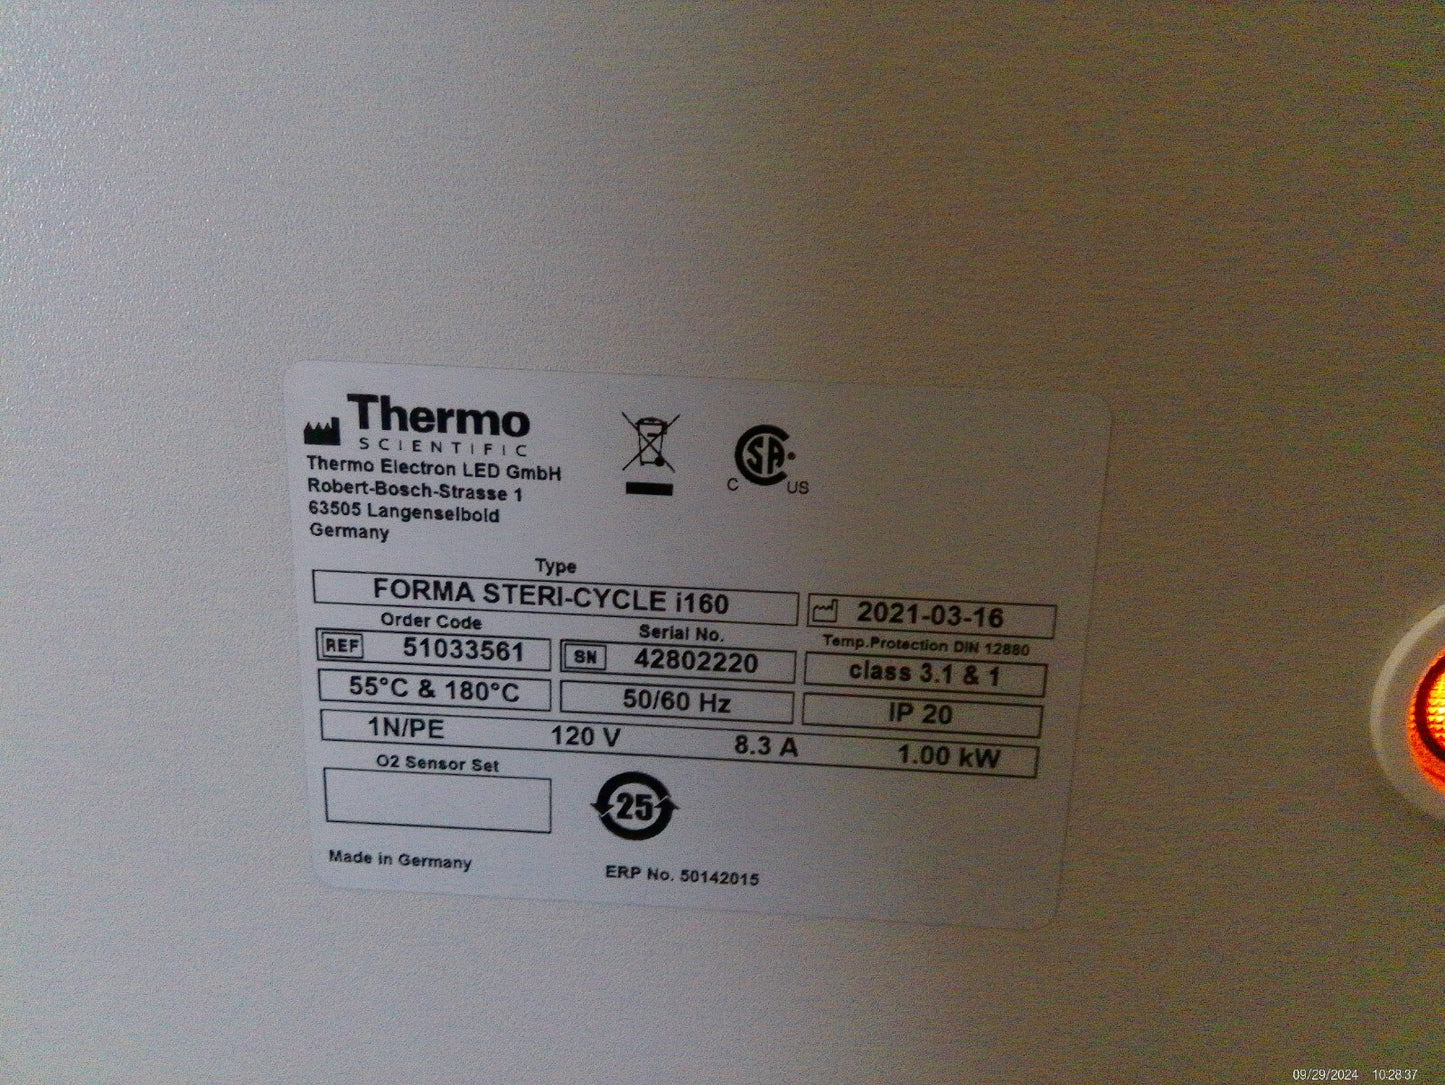 Thermo
SCIENTIFIC
Thermo Electron LED GmbH
Robert-Bosch-Strasse 1
63505 Langenselbold
Germany
SA
C US
Type
FORMA STERI-CYCLE i160
2021-03-16
Order Code
Serial No.
Temp.Protection DIN 12880
REF 51033561
SN 42802220
class 3.1 & 1
55°C & 180°C
50/60 Hz
IP 20
1N/PE 120 V 8.3 A 1.00 kW
O2 Sensor Set
25
Made in Germany
ERP No. 50142015
09/29/2024 10:28:37